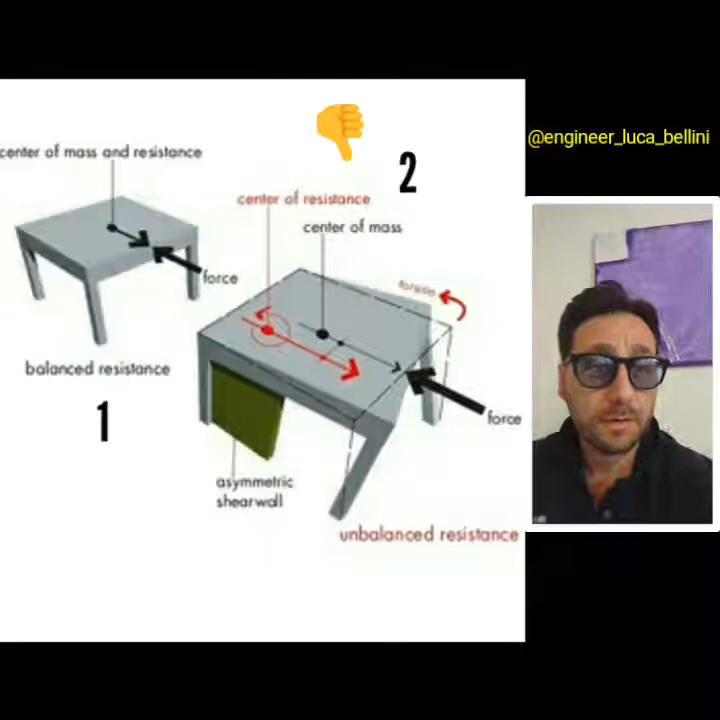 @engineer_luca_bellini
center of mass and resistance
2
center of resistance
center of mass
force
torsion
balanced resistance
1
force
asymmetric
shearwall
unbalanced resistance